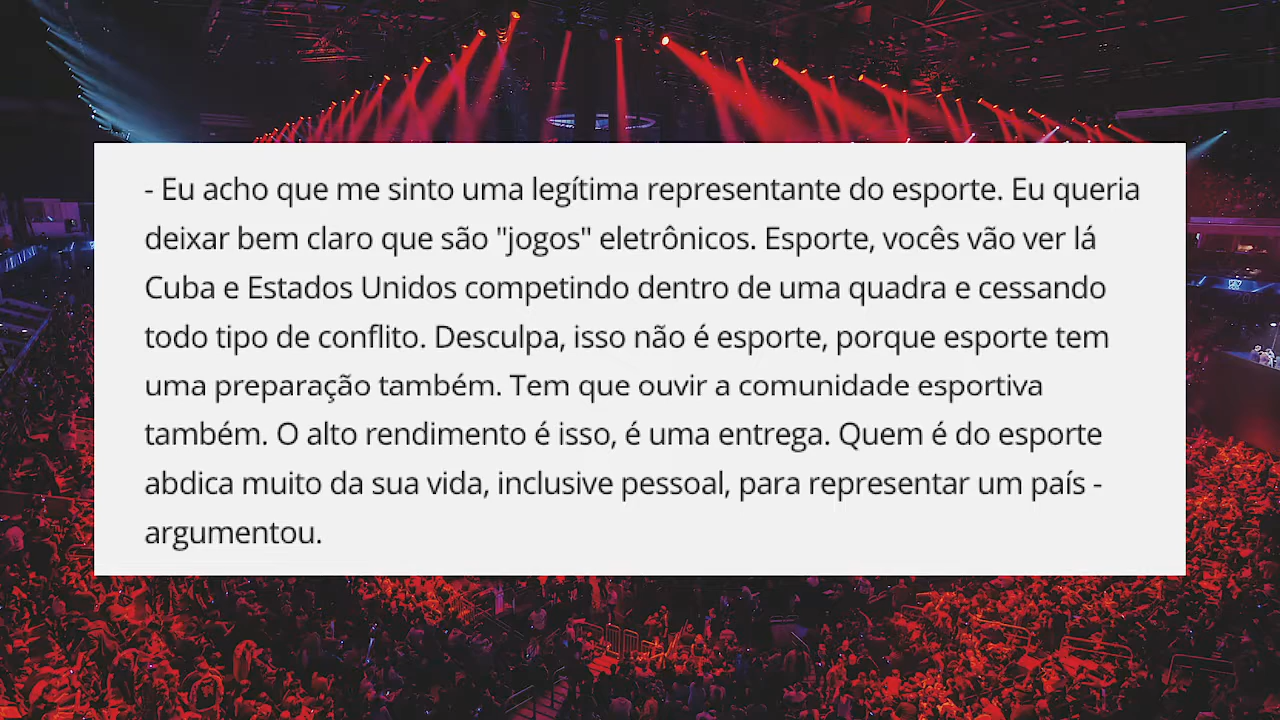 - Eu acho que me sinto uma legítima representante do esporte. Eu queria
deixar bem claro que são "jogos" eletrônicos. Esporte, vocês vão ver lá
Cuba e Estados Unidos competindo dentro de uma quadra e cessando
todo tipo de conflito. Desculpa, isso não é esporte, porque esporte tem
uma preparação também. Tem que ouvir a comunidade esportiva
também. O alto rendimento é isso, é uma entrega. Quem é do esporte
abdica muito da sua vida, inclusive pessoal, para representar um país -
argumentou.